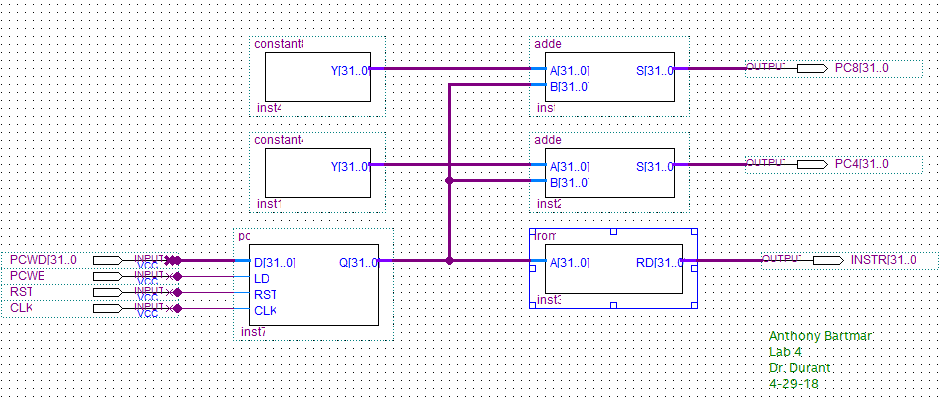 constant8
Y[31..0]
inst4
adde
A[31..0]
B[31..0]
S[31..0]
inst
OUTPUT
PC8[31..0
constant4
Y[31..0]
inst1
adde
A[31..0]
B[31..0]
S[31..0]
inst2
OUTPUT
PC4[31..0
PCWD[31..0
INPUT
VCC
PCWE
INPUT
VCC
RST
INPUT
VCC
CLK
INPUT
VCC
pc
D[31..0]
LD
RST
CLK
Q[31..0]
inst7
irom
A[31..0]
RD[31..0]
inst3
OUTPUT
INSTR[31..0
Anthony Bartmar
Lab 4
Dr. Durant
4-29-18